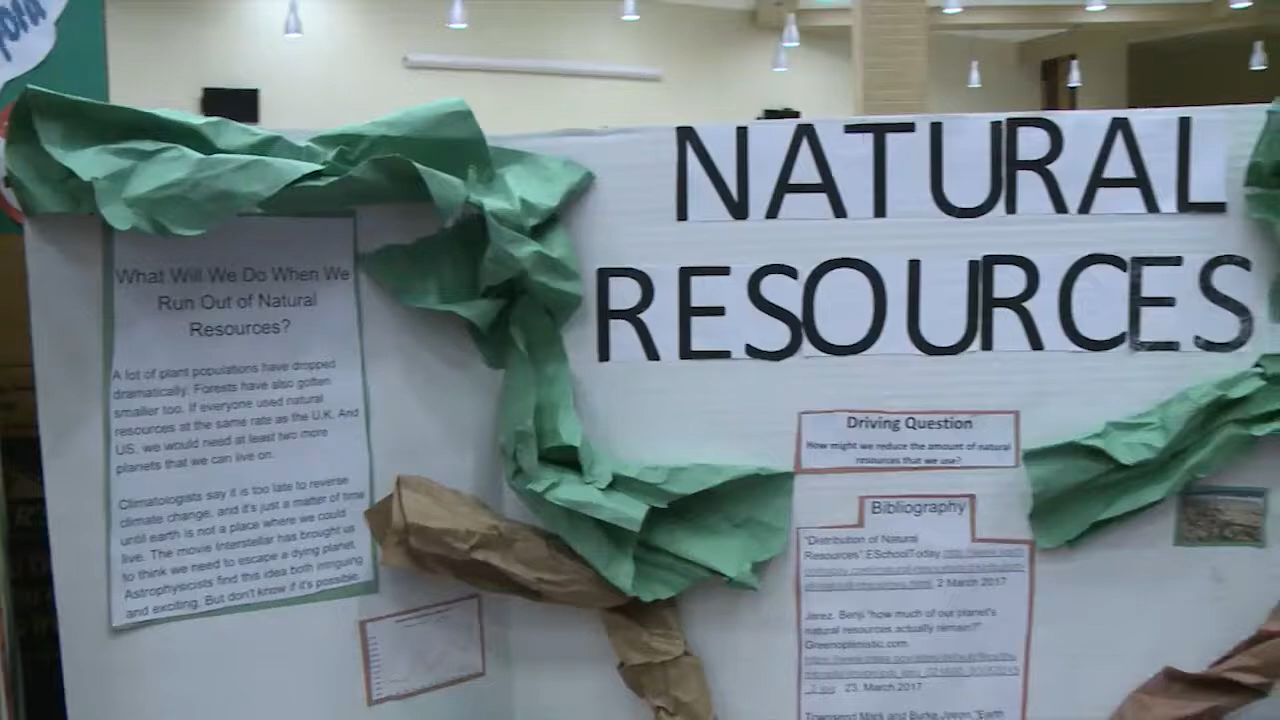 NATURAL
RESOURCES
What Will We Do When We
Run Out of Natural
Resources?
A lot of plant populations have dropped
dramatically. Forests have also gotten
smaller too. If everyone used natural
resources at the same rate as the U.K. And
US, we would need at least two more
planets that we can live on.
Climatologists say it is too late to reverse
climate change, and it's just a matter of time
until earth is not a place where we could
live. The movie Interstellar has brought us
to think we need to escape a dying planet.
Astrophysicists find this idea both intriguing
and exciting. But don't know if it's possible.
Driving Question
How might we reduce the amount of natural
resources that we use?
Bibliography
"Distribution of Natural
Resources" ESchoolToday
2 March 2017
Jerez, Benji "how much of our planet's
natural resources actually remain?"
Greenoptimistic.com
23, March 2017
Townsend Mark and Burke Jason "Earth